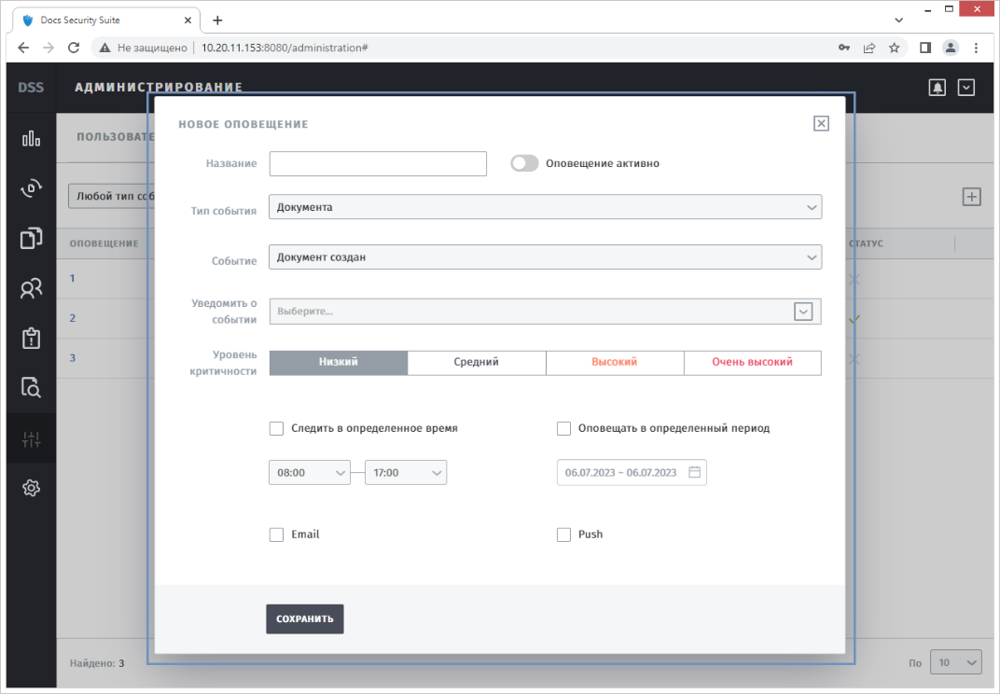 Docs Security Suite
Не защищено
10.20.11.153:8080/administration#
DSS
АДМИНИСТРИРОВАНИЕ
ПОЛЬЗОВАТЕ
НОВОЕ ОПОВЕЩЕНИЕ
Название
Оповещение активно
Любой тип соб
Тип события
Документа
ОПОВЕЩЕНИЕ
СТАТУС
Событие
Документ создан
1
2
3
Уведомить о
событии
Выберите...
Уровень
критичности
Низкий
Средний
Высокий
Очень высокий
Следить в определенное время
Оповещать в определенный период
08:00
17:00
06.07.2023 – 06.07.2023
Email
Push
СОХРАНИТЬ
Найдено: 3
По
10